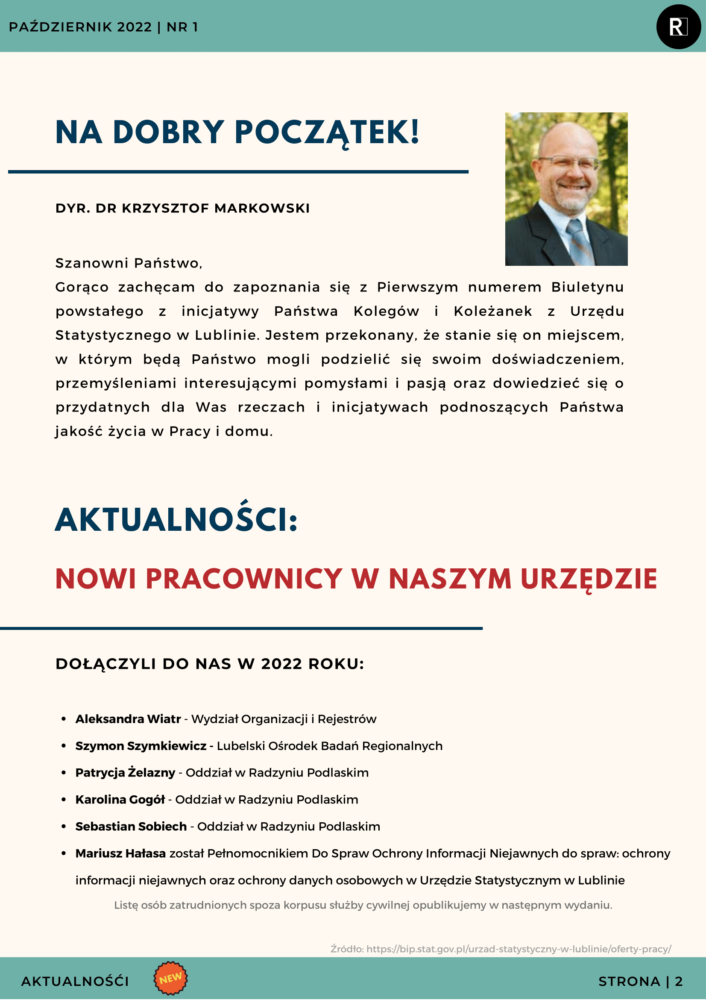 PAŹDZIERNIK 2022 | NR 1
R
NA DOBRY POCZĄTEK!
DYR. DR KRZYSZTOF MARKOWSKI
Szanowni Państwo,
Gorąco zachęcam do zapoznania się z Pierwszym numerem Biuletynu
powstałego z inicjatywy Państwa Kolegów i Koleżanek z Urzędu
Statystycznego w Lublinie. Jestem przekonany, że stanie się on miejscem,
w którym będą Państwo mogli podzielić się swoim doświadczeniem,
przemyśleniami interesującymi pomysłami i pasją oraz dowiedzieć się o
przydatnych dla Was rzeczach i inicjatywach podnoszących Państwa
jakość życia w Pracy i domu.
AKTUALNOŚCI:
NOWI PRACOWNICY W NASZYM URZĘDZIE
DOŁĄCZYLI DO NAS W 2022 ROKU:
• Aleksandra Wiatr - Wydział Organizacji i Rejestrów
• Szymon Szymkiewicz - Lubelski Ośrodek Badań Regionalnych
• Patrycja Żelazny - Oddział w Radzyniu Podlaskim
• Karolina Gogół - Oddział w Radzyniu Podlaskim
• Sebastian Sobiech - Oddział w Radzyniu Podlaskim
• Mariusz Hałasa został Pełnomocnikiem Do Spraw Ochrony Informacji Niejawnych do spraw: ochrony
informacji niejawnych oraz ochrony danych osobowych w Urzędzie Statystycznym w Lublinie
Listę osób zatrudnionych spoza korpusu służby cywilnej opublikujemy w następnym wydaniu.
Źródło: https://bip.stat.gov.pl/urzad-statystyczny-w-lublinie/oferty-pracy/
AKTUALNOŚĆI
NEW
STRONA | 2